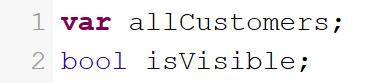 1 var allCustomers;
2 bool isVisible;